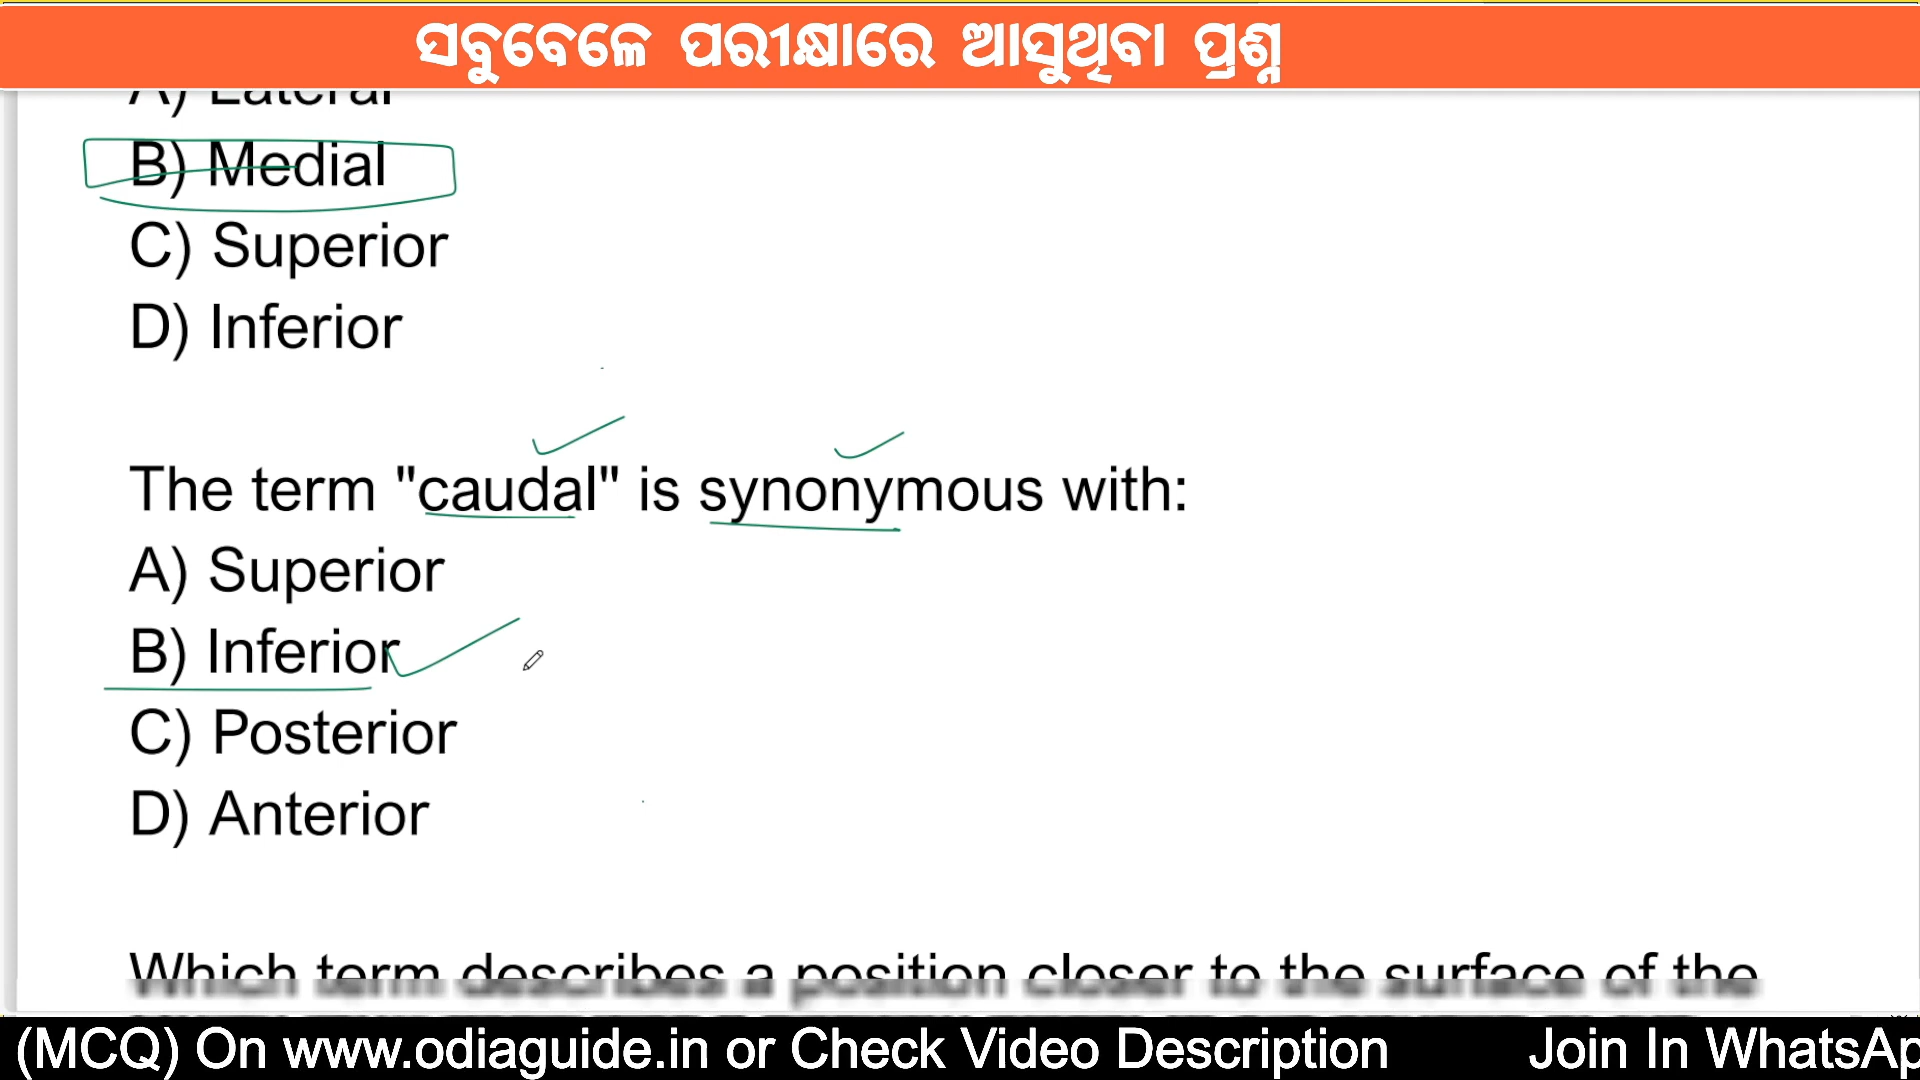 ସବୁବେଳେ ପରୀକ୍ଷାରେ ଆସୁଥିବା ପ୍ରଶ୍ନ
A) Lateral
B) Medial
C) Superior
D) Inferior
The term "caudal" is synonymous with:
A) Superior
B) Inferior
C) Posterior
D) Anterior
Which term describes a position closer to the surface of the
(MCQ) On www.odiaguide.in or Check Video Description Join In WhatsAp